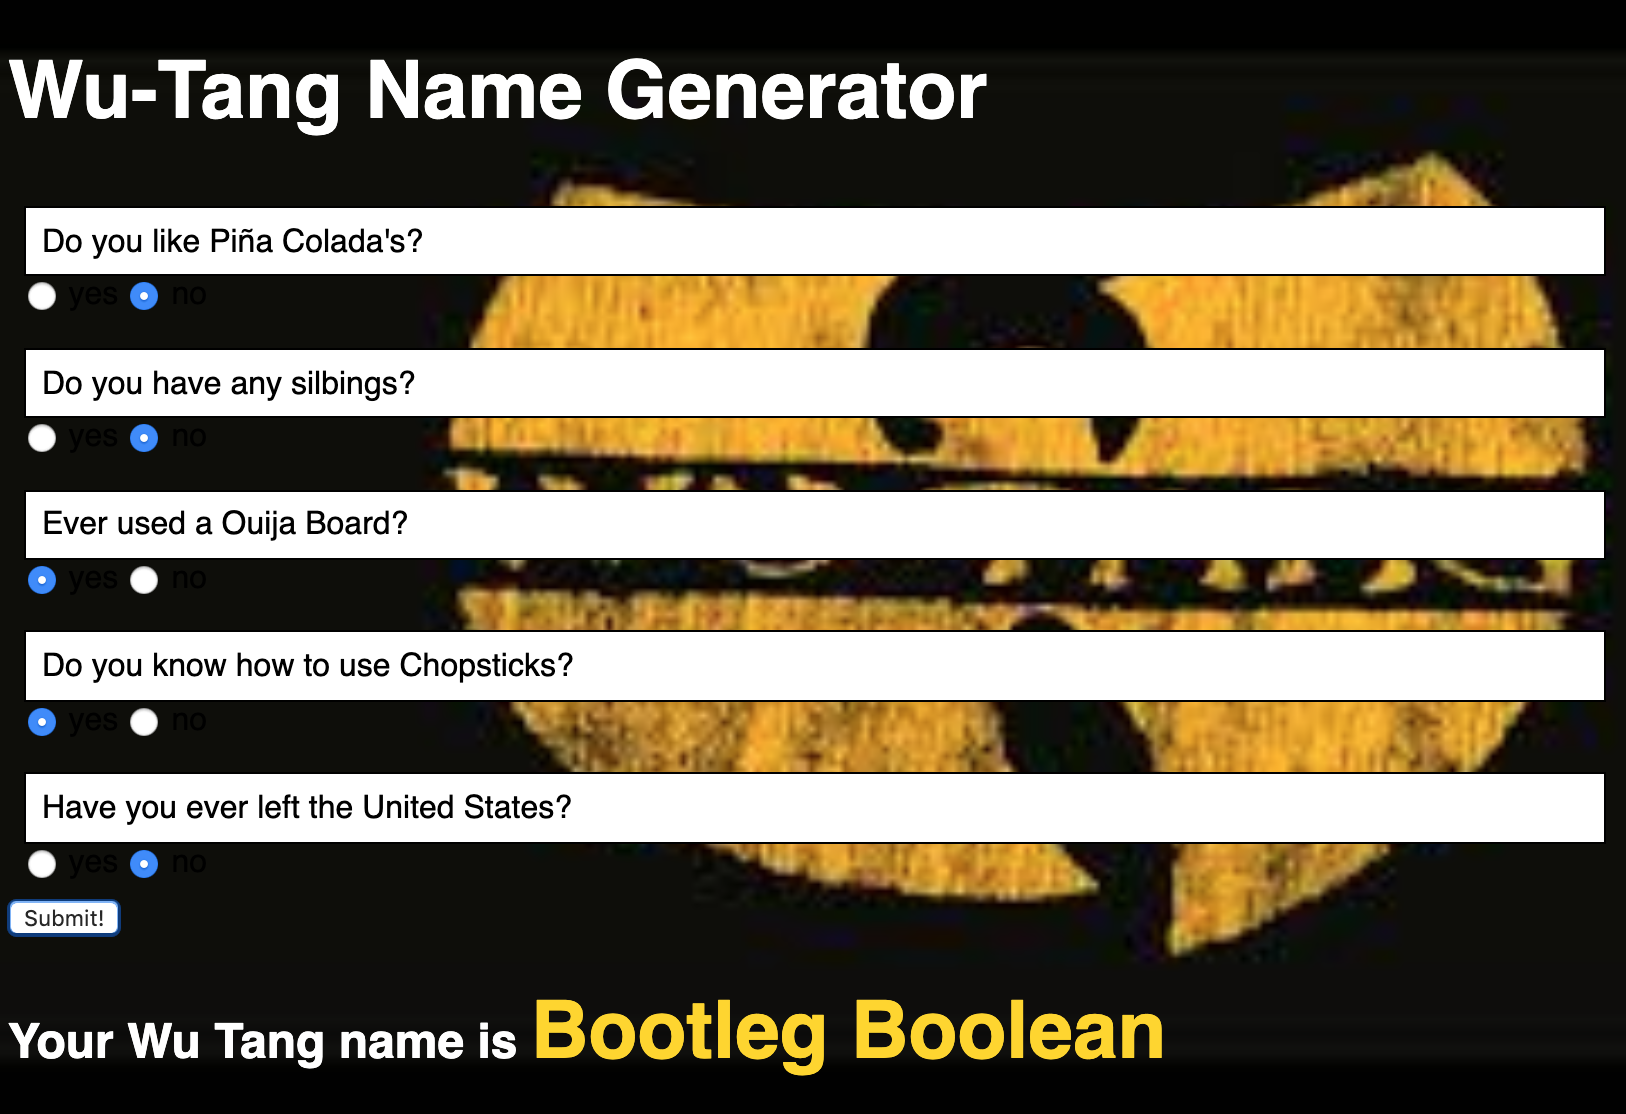 Wu-Tang Name Generator
Do you like Piña Colada's?
yes no
Do you have any silbings?
yes no
Ever used a Ouija Board?
yes no
Do you know how to use Chopsticks?
yes no
Have you ever left the United States?
yes no
Submit!
Your Wu Tang name is Bootleg Boolean